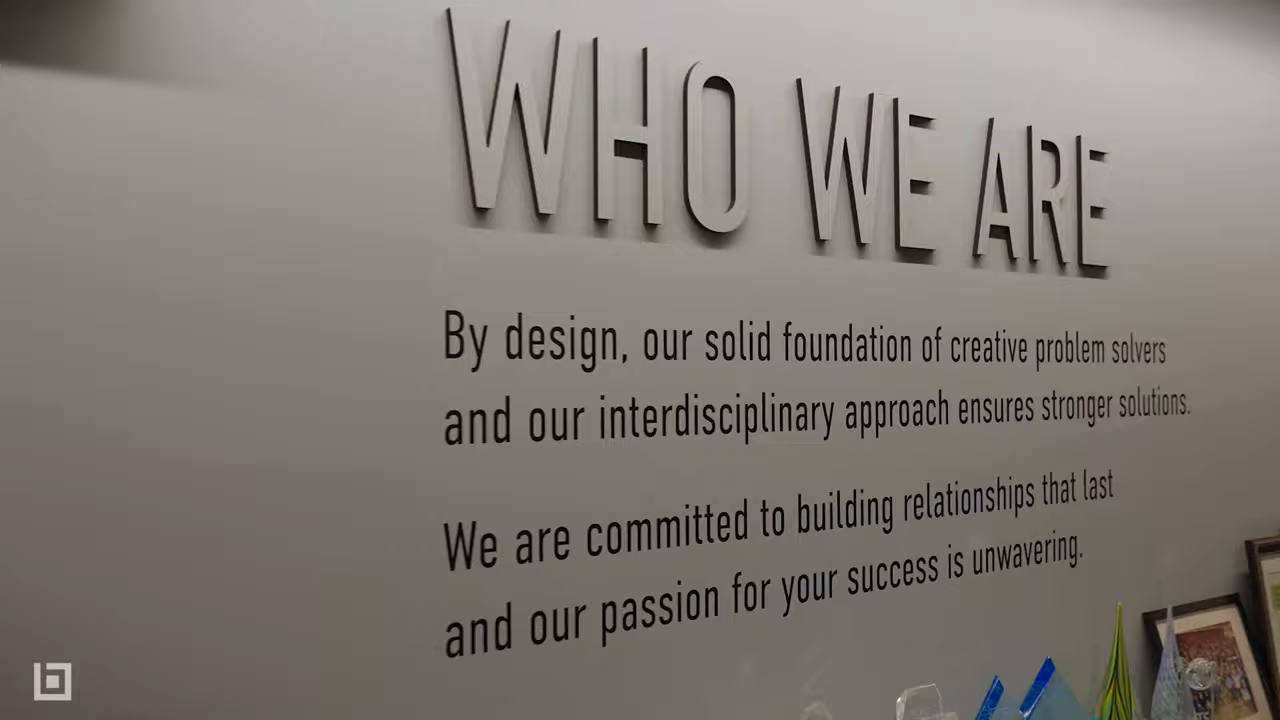 WHO WE ARE
By design, our solid foundation of creative problem solvers
and our interdisciplinary approach ensures stronger solutions.
We are committed to building relationships that last
and our passion for your success is unwavering.